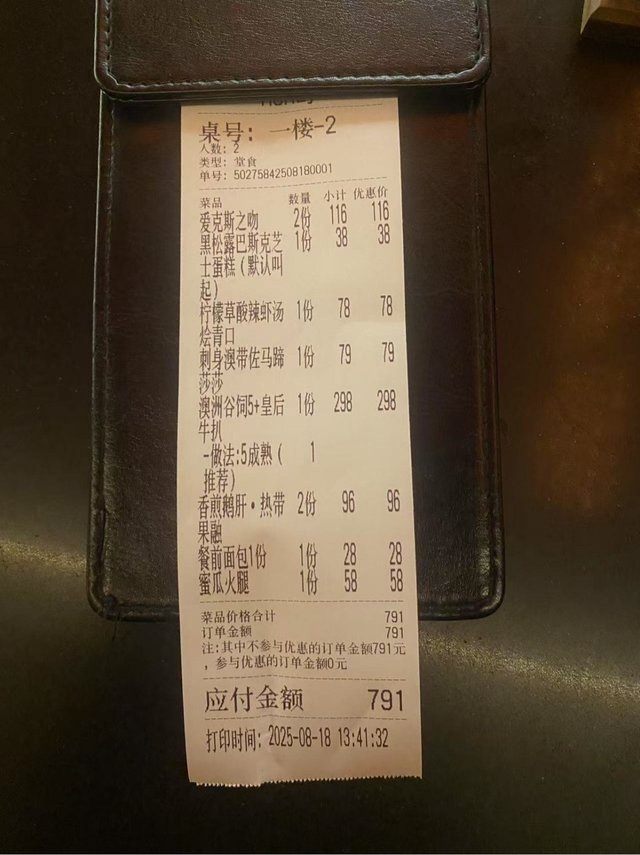 桌号: 一楼-2
人数: 2
类型: 堂食
单号: 50275842508180001
菜品 数量 小计 优惠价
爱克斯之吻 2份 116 116
黑松露巴斯克芝 1份 38 38
士蛋糕(默认叫
起)
柠檬草酸辣虾汤 1份 78 78
烩青口
刺身澳带佐马蹄 1份 79 79
莎莎
澳洲谷饲5+皇后 1份 298 298
牛扒
-做法:5成熟( 1
推荐)
香煎鹅肝·热带 2份 96 96
果融
餐前面包1份 1份 28 28
蜜瓜火腿 1份 58 58
菜品价格合计 791
订单金额 791
注:其中不参与优惠的订单金额791元
,参与优惠的订单金额0元
应付金额 791
打印时间: 2025-08-18 13:41:32